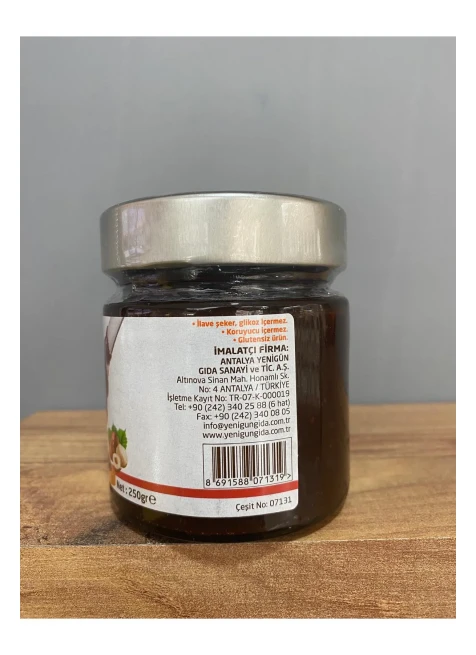 • İlave şeker, glikoz içermez.
• Koruyucu içermez.
• Glutensiz ürün.
İMALATÇI FİRMA:
ANTALYA YENİGÜN
GIDA SANAYİ ve TİC. A.Ş.
Altınova Sinan Mah. Honamlı Sk.
No: 4 ANTALYA / TÜRKİYE
İşletme Kayıt No: TR-07-K-000019
Tel: +90 (242) 340 25 88 (6 hat)
Fax: +90 (242) 340 08 05
info@yenigungida.com.tr
www.yenigungida.com.tr
8 691588 071319 >
Net : 250gr e
Çeşit No: 07131